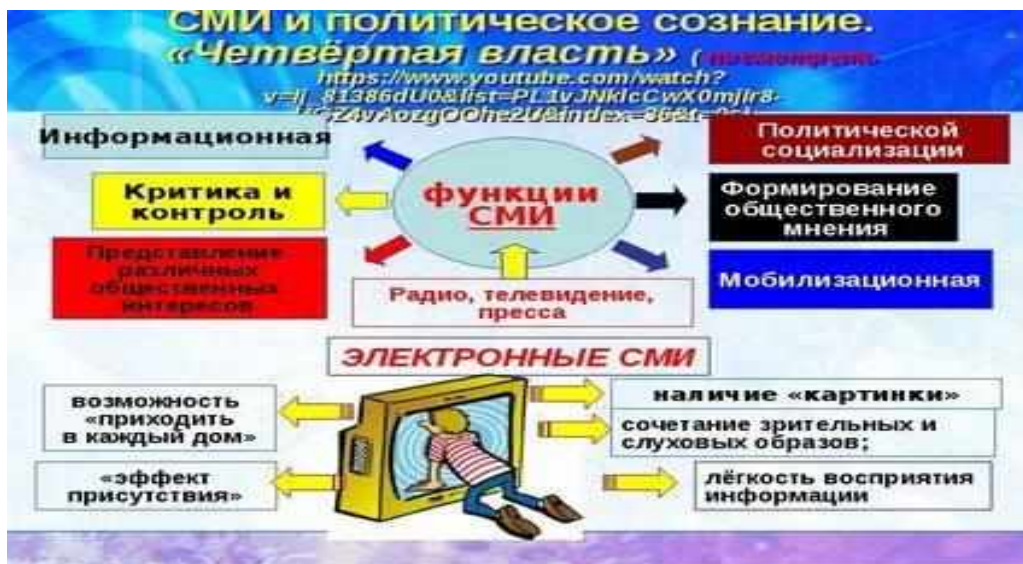 СМИ и политическое сознание.
«Четвёртая власть» (
https://www.youtube.com/watch?
Информационная
Критика и
контроль
Представление
различных
общественных
интересов
функции
СМИ
Радио, телевидение,
пресса
Политической
социализации
Формирование
общественного
мнения
Мобилизационная
ЭЛЕКТРОННЫЕ СМИ
возможность
«приходить
в каждый дом»
«эффект
присутствия»
наличие «картинки»
сочетание зрительных и
слуховых образов;
лёгкость восприятия
информации